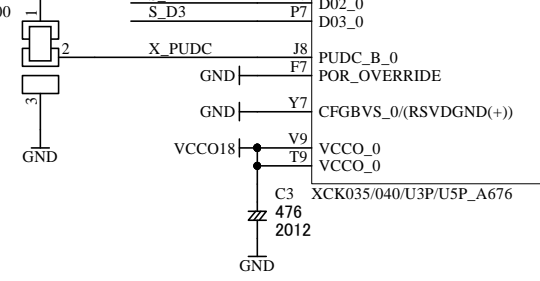 D02_0
S_D3 P7 D03_0
00 1
X_PUDC J8 PUDC_B_0
2
GND F7 POR_OVERRIDE
3
GND Y7 CFGBVS_0/(RSVDGND(+))
VCCO18 V9 VCCO_0
T9 VCCO_0
GND
C3 XCK035/040/U3P/U5P_A676
476
2012
GND